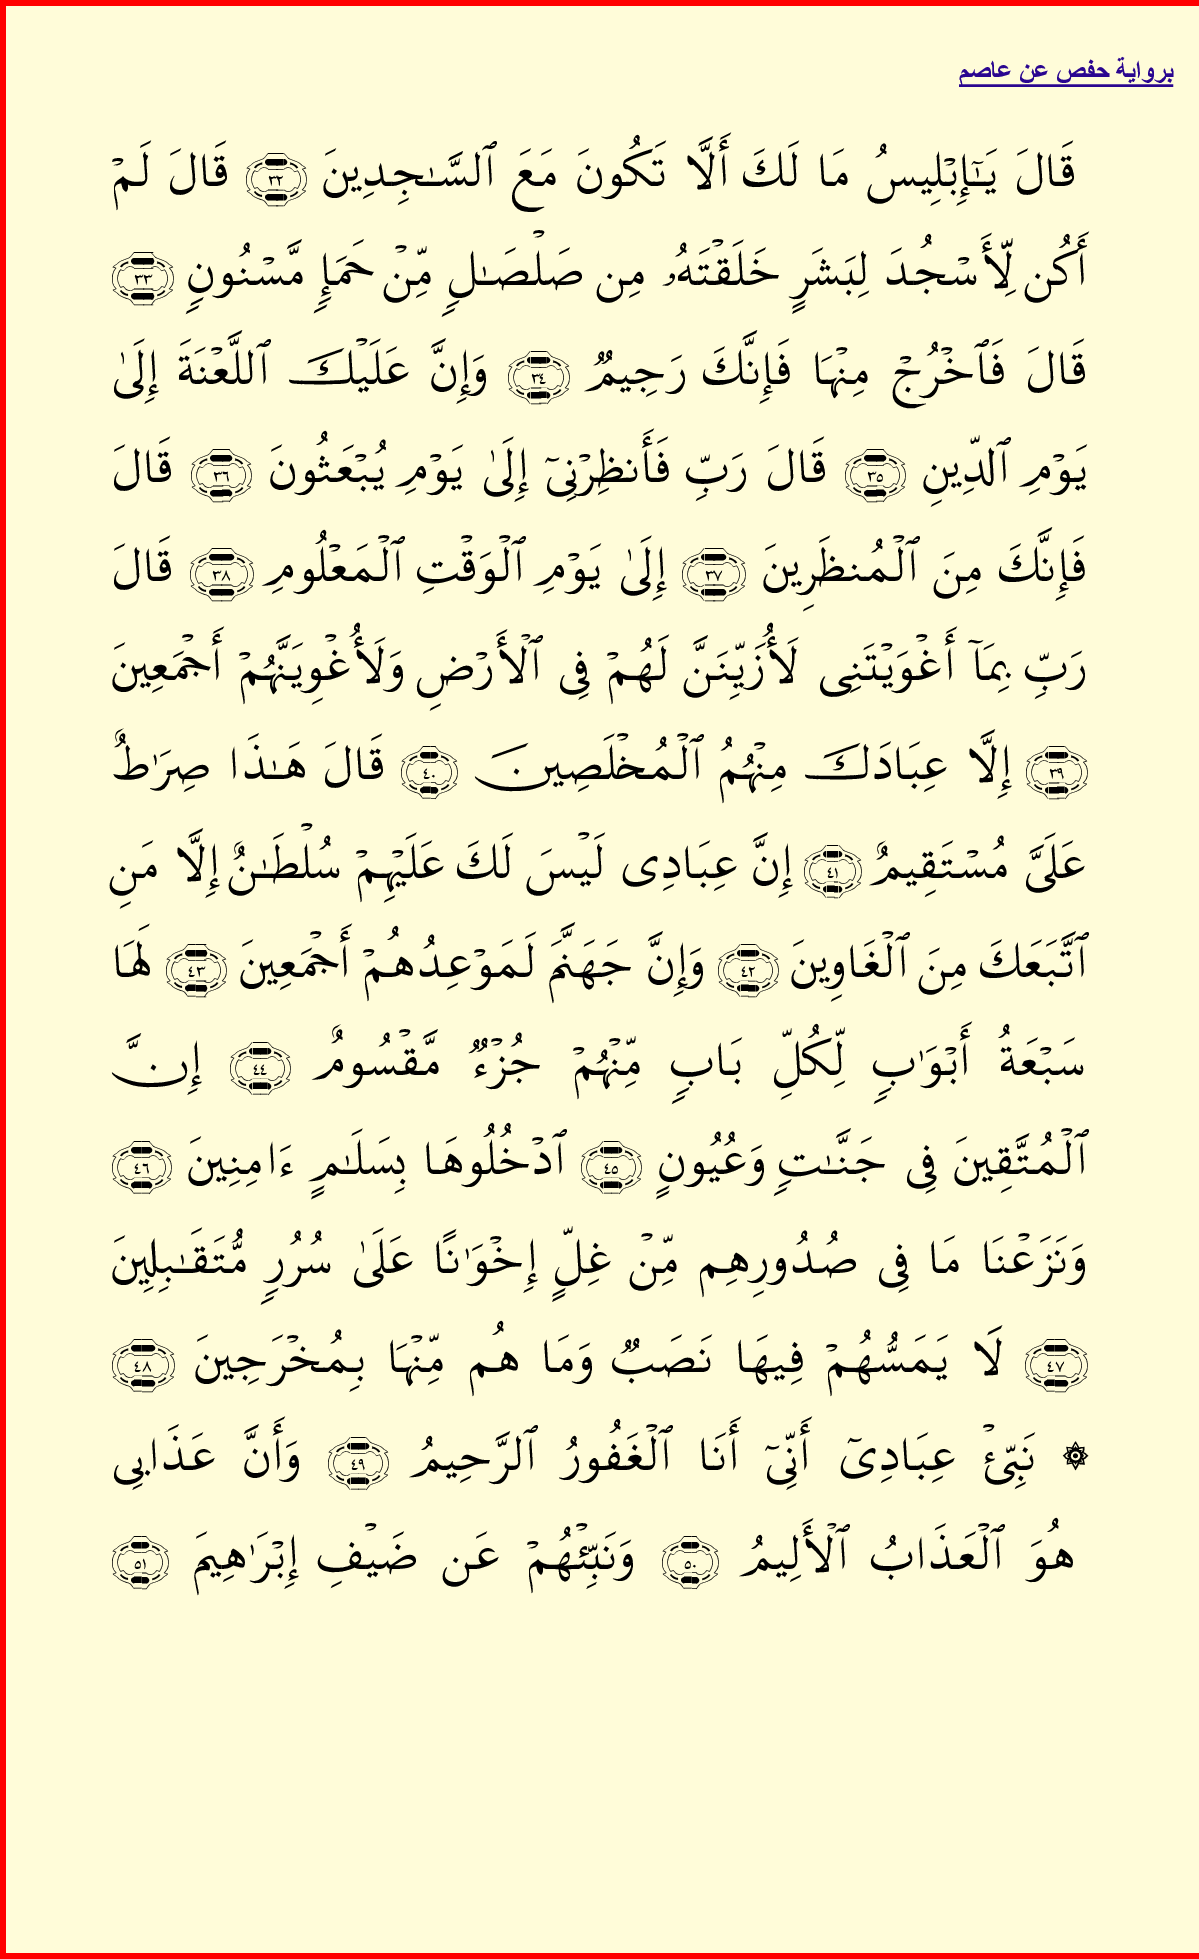 برواية حفص عن عاصم
قَالَ يَـٰٓإِبْلِيسُ مَا لَكَ أَلَّا تَكُونَ مَعَ ٱلسَّـٰجِدِينَ ٣٢ قَالَ لَمْ
أَكُن لِّأَسْجُدَ لِبَشَرٍ خَلَقْتَهُۥ مِن صَلْصَـٰلٍ مِّنْ حَمَإٍ مَّسْنُونٍ ٣٣
قَالَ فَٱخْرُجْ مِنْهَا فَإِنَّكَ رَجِيمٌ ٣٤ وَإِنَّ عَلَيْكَ ٱللَّعْنَةَ إِلَىٰ
يَوْمِ ٱلدِّينِ ٣٥ قَالَ رَبِّ فَأَنظِرْنِىٓ إِلَىٰ يَوْمِ يُبْعَثُونَ ٣٦ قَالَ
فَإِنَّكَ مِنَ ٱلْمُنظَرِينَ ٣٧ إِلَىٰ يَوْمِ ٱلْوَقْتِ ٱلْمَعْلُومِ ٣٨ قَالَ
رَبِّ بِمَآ أَغْوَيْتَنِى لَأُزَيِّنَنَّ لَهُمْ فِى ٱلْأَرْضِ وَلَأُغْوِيَنَّهُمْ أَجْمَعِينَ
٣٩ إِلَّا عِبَادَكَ مِنْهُمُ ٱلْمُخْلَصِينَ ٤٠ قَالَ هَـٰذَا صِرَٰطٌ
عَلَىَّ مُسْتَقِيمٌ ٤١ إِنَّ عِبَادِى لَيْسَ لَكَ عَلَيْهِمْ سُلْطَـٰنٌ إِلَّا مَنِ
ٱتَّبَعَكَ مِنَ ٱلْغَاوِينَ ٤٢ وَإِنَّ جَهَنَّمَ لَمَوْعِدُهُمْ أَجْمَعِينَ ٤٣ لَهَا
سَبْعَةُ أَبْوَٰبٍ لِّكُلِّ بَابٍ مِّنْهُمْ جُزْءٌ مَّقْسُومٌ ٤٤ إِنَّ
ٱلْمُتَّقِينَ فِى جَنَّـٰتٍ وَعُيُونٍ ٤٥ ٱدْخُلُوهَا بِسَلَـٰمٍ ءَامِنِينَ ٤٦
وَنَزَعْنَا مَا فِى صُدُورِهِم مِّنْ غِلٍّ إِخْوَٰنًا عَلَىٰ سُرُرٍ مُّتَقَـٰبِلِينَ
٤٧ لَا يَمَسُّهُمْ فِيهَا نَصَبٌ وَمَا هُم مِّنْهَا بِمُخْرَجِينَ ٤٨
۞ نَبِّئْ عِبَادِىٓ أَنِّىٓ أَنَا ٱلْغَفُورُ ٱلرَّحِيمُ ٤٩ وَأَنَّ عَذَابِى
هُوَ ٱلْعَذَابُ ٱلْأَلِيمُ ٥٠ وَنَبِّئْهُمْ عَن ضَيْفِ إِبْرَٰهِيمَ ٥١